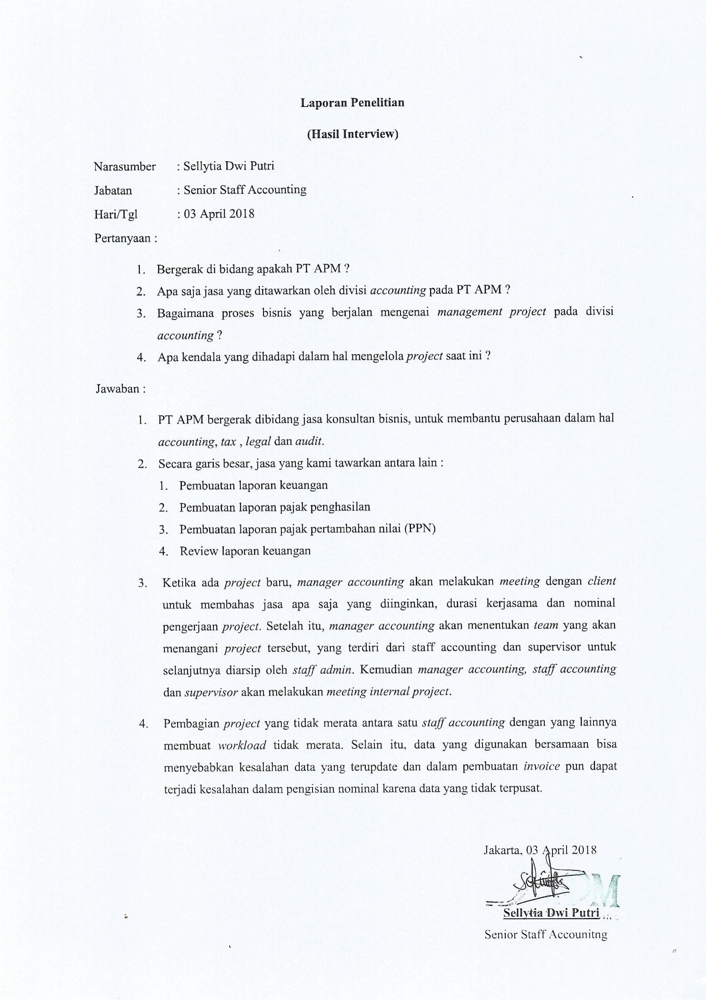 Laporan Penelitian
(Hasil Interview)
Narasumber : Sellytia Dwi Putri
Jabatan : Senior Staff Accounting
Hari/Tgl : 03 April 2018
Pertanyaan :
1. Bergerak di bidang apakah PT APM ?
2. Apa saja jasa yang ditawarkan oleh divisi accounting pada PT APM ?
3. Bagaimana proses bisnis yang berjalan mengenai management project pada divisi
accounting ?
4. Apa kendala yang dihadapi dalam hal mengelola project saat ini ?
Jawaban :
1. PT APM bergerak dibidang jasa konsultan bisnis, untuk membantu perusahaan dalam hal
accounting, tax , legal dan audit.
2. Secara garis besar, jasa yang kami tawarkan antara lain :
1. Pembuatan laporan keuangan
2. Pembuatan laporan pajak penghasilan
3. Pembuatan laporan pajak pertambahan nilai (PPN)
4. Review laporan keuangan
3. Ketika ada project baru, manager accounting akan melakukan meeting dengan client
untuk membahas jasa apa saja yang diinginkan, durasi kerjasama dan nominal
pengerjaan project. Setelah itu, manager accounting akan menentukan team yang akan
menangani project tersebut, yang terdiri dari staff accounting dan supervisor untuk
selanjutnya diarsip oleh staff admin. Kemudian manager accounting, staff accounting
dan supervisor akan melakukan meeting internal project.
4. Pembagian project yang tidak merata antara satu staff accounting dengan yang lainnya
membuat workload tidak merata. Selain itu, data yang digunakan bersamaan bisa
menyebabkan kesalahan data yang terupdate dan dalam pembuatan invoice pun dapat
terjadi kesalahan dalam pengisian nominal karena data yang tidak terpusat.
Jakarta, 03 April 2018
Sellytia Dwi Putri
Senior Staff Accounitng